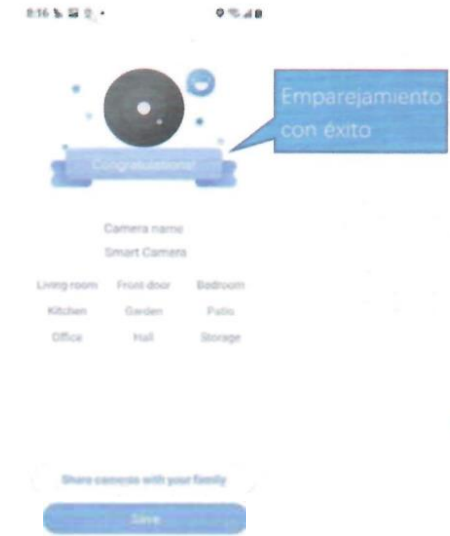 8:16
Emparejamiento
con éxito
Congratulations!
Camera name
Smart Camera
Living room Front door Bedroom
Kitchen Garden Patio
Office Hall Storage
Share cameras with your family
Save